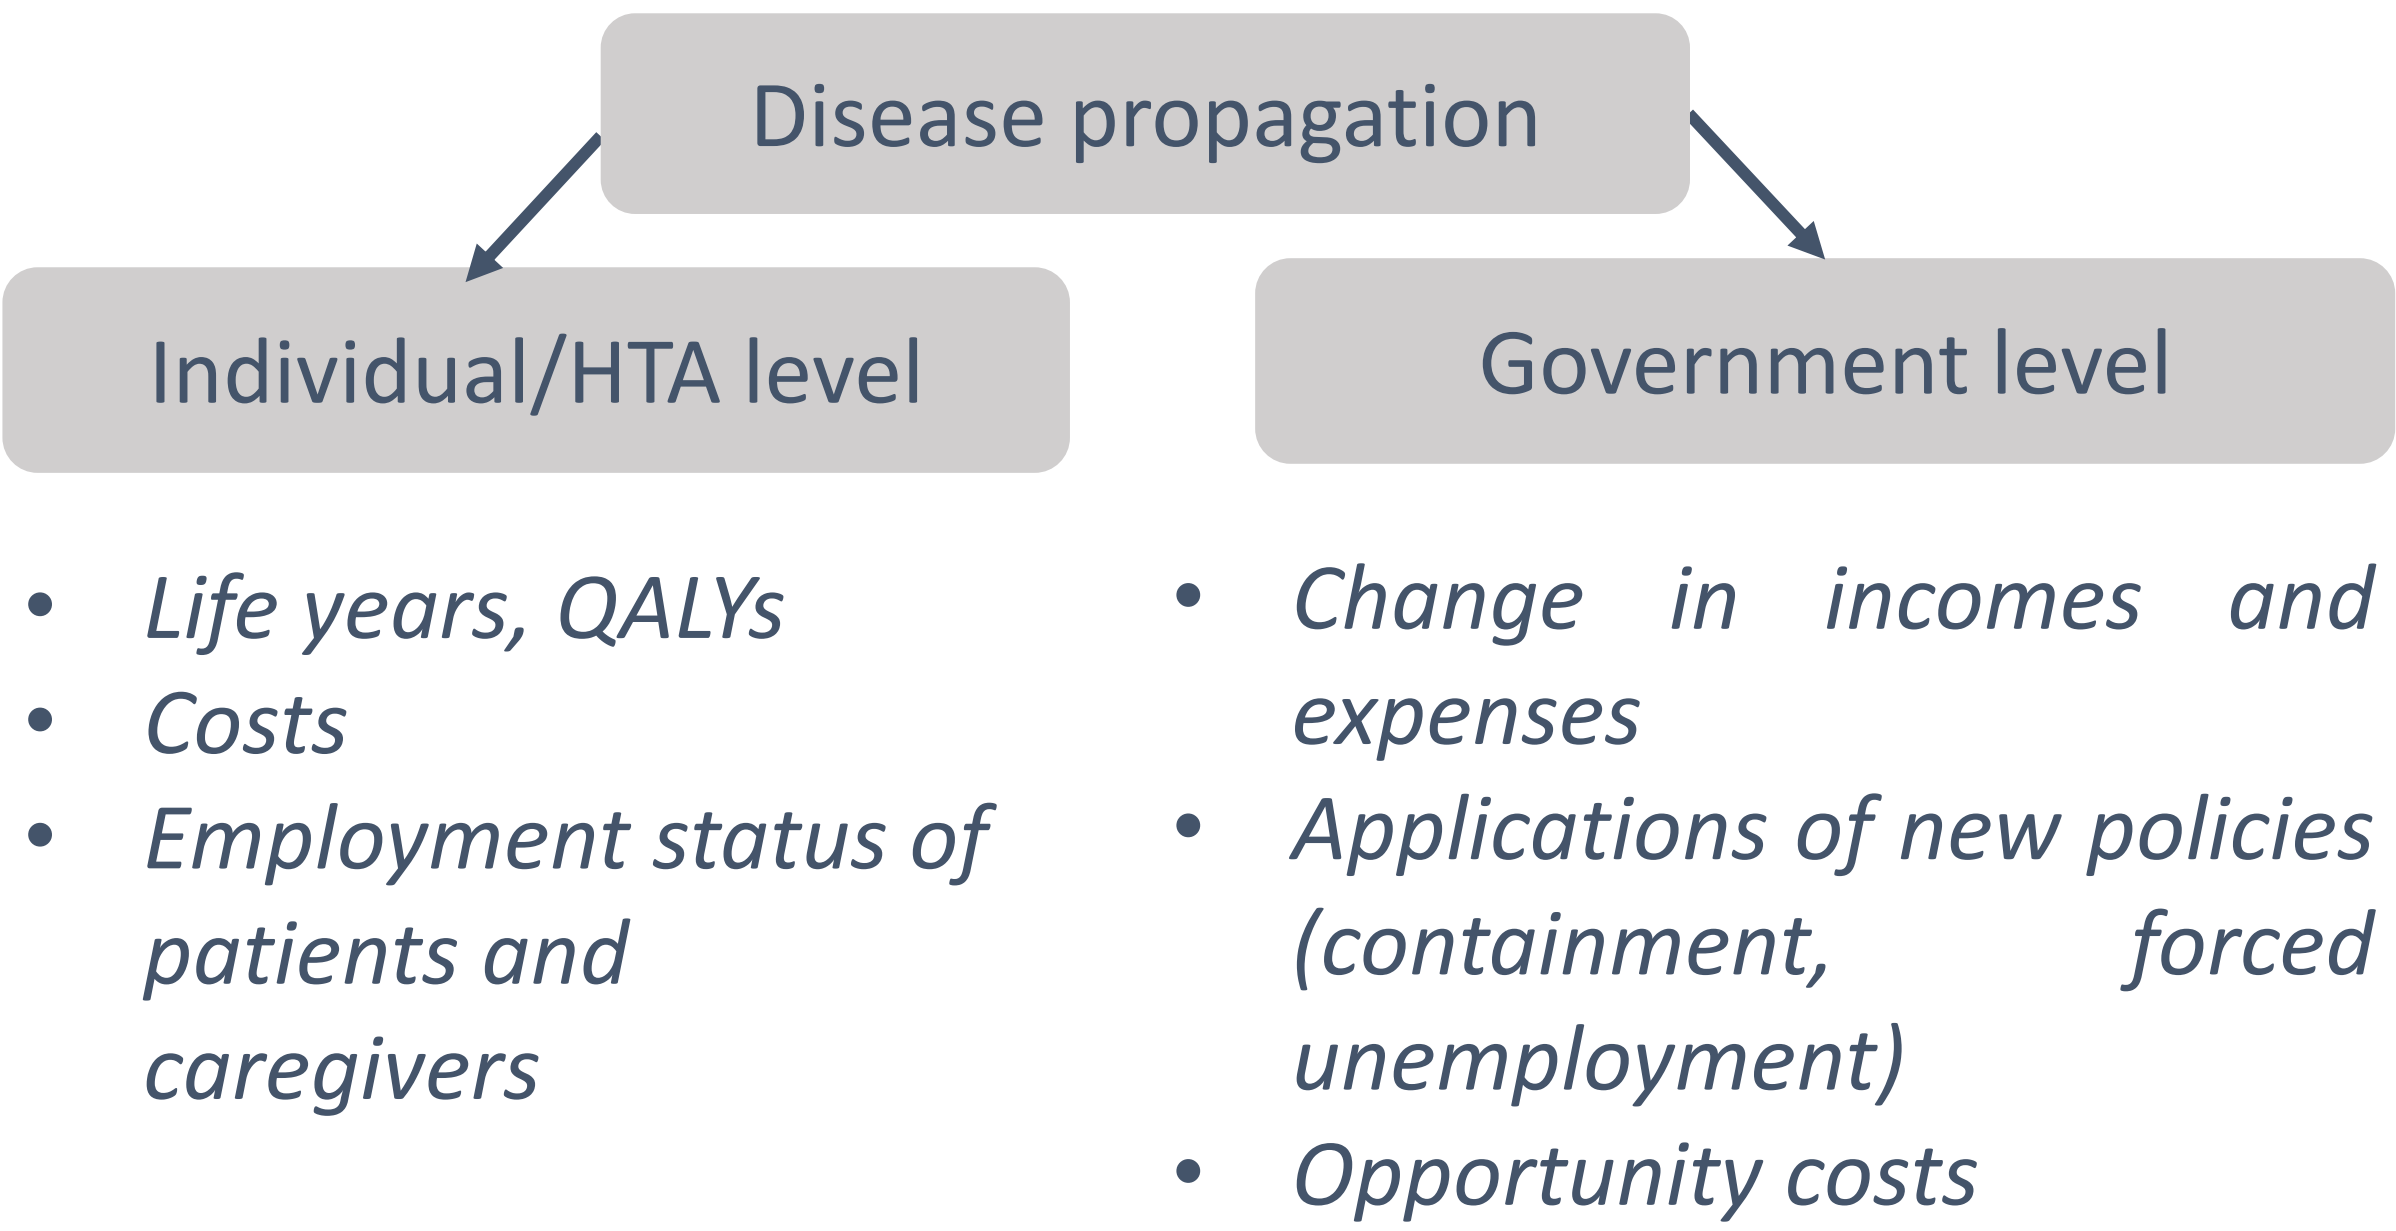 Disease propagation
Individual/HTA level
Government level
• Life years, QALYs
• Costs
• Employment status of
patients and
caregivers
• Change in incomes and
expenses
• Applications of new policies
(containment, forced
unemployment)
• Opportunity costs